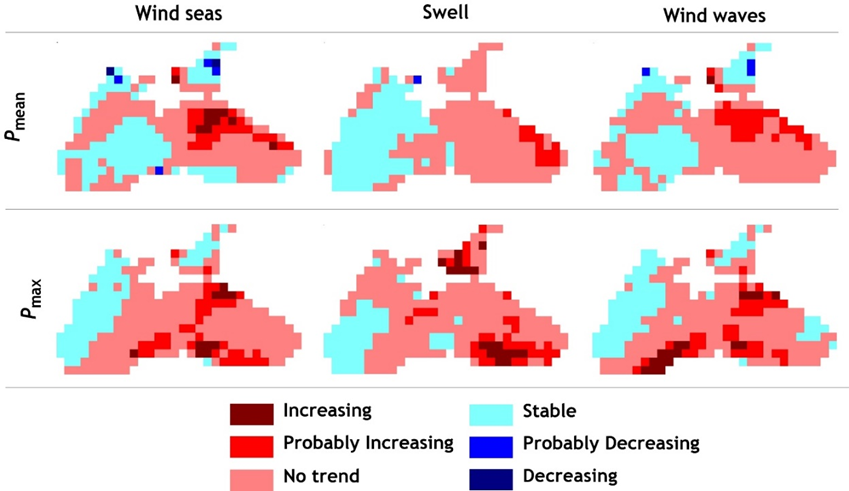 Wind seas Swell Wind waves
Pmean
Pmax
Increasing Stable
Probably Increasing Probably Decreasing
No trend Decreasing